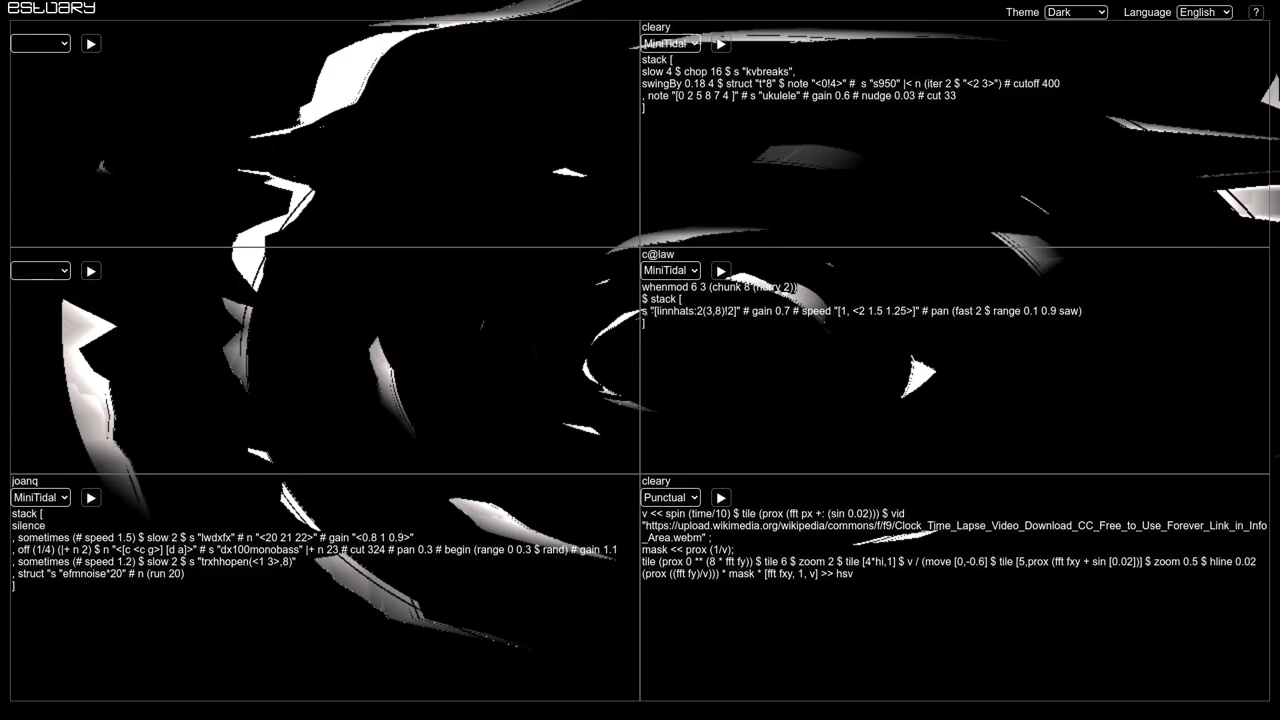 estuary
Theme Dark Language English ?
cleary
MiniTidal
stack [
slow 4 $ chop 16 $ s "kvbreaks",
swingBy 0.18 4 $ struct "t*8" $ note "<0!4>" #  s "s950" |< n (iter 2 $ "<2 3>") # cutoff 400
, note "[0 2 5 8 7 4 ]" # s "ukulele" # gain 0.6 # nudge 0.03 # cut 33
]
c@law
MiniTidal
whenmod 6 3 (chunk 8 (hurry 2))
$ stack [
s "[linnhats:2(3,8)!2]" # gain 0.7 # speed "[1, <2 1.5 1.25>]" # pan (fast 2 $ range 0.1 0.9 saw)
]
joanq
MiniTidal
stack [
silence
, sometimes (# speed 1.5) $ slow 2 $ s "lwdxfx" # n "<20 21 22>" # gain "<0.8 1 0.9>"
, off (1/4) (|+ n 2) $ n "<[c <c g>] [d a]>" # s "dx100monobass" |+ n 23 # cut 324 # pan 0.3 # begin (range 0 0.3 $ rand) # gain 1.1
, sometimes (# speed 1.2) $ slow 2 $ s "trxhhopen(<1 3>,8)"
, struct "s "efmnoise*20" # n (run 20)
]
cleary
Punctual
v << spin (time/10) $ tile (prox (fft px +: (sin 0.02))) $ vid
"https://upload.wikimedia.org/wikipedia/commons/f/f9/Clock_Time_Lapse_Video_Download_CC_Free_to_Use_Forever_Link_in_Info
_Area.webm" ;
mask << prox (1/v);
tile (prox 0 ** (8 * fft fy)) $ tile 6 $ zoom 2 $ tile [4*hi,1] $ v / (move [0,-0.6] $ tile [5,prox (fft fxy + sin [0.02])] $ zoom 0.5 $ hline 0.02
(prox ((fft fy)/v))) * mask * [fft fxy, 1, v] >> hsv